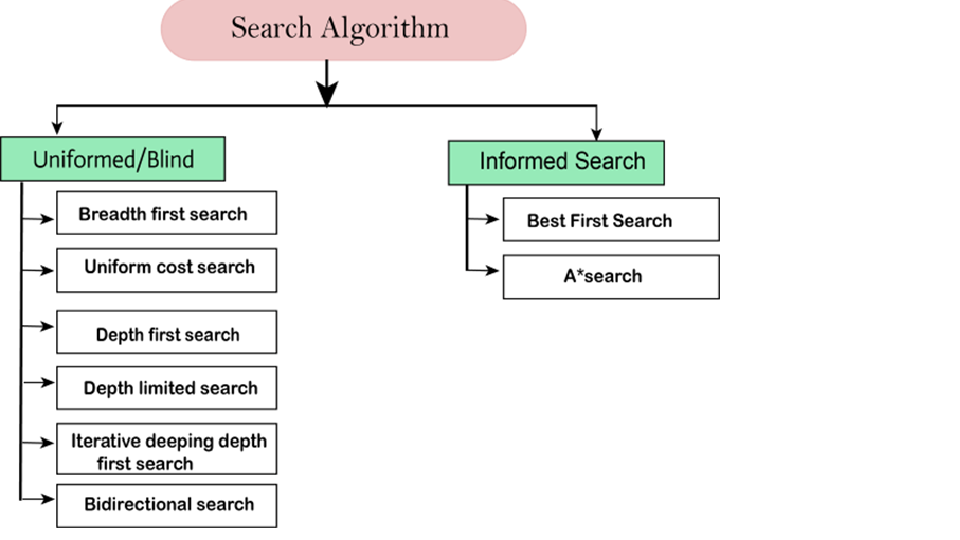 Search Algorithm
Uniformed/Blind
Breadth first search
Uniform cost search
Depth first search
Depth limited search
Iterative deeping depth
first search
Bidirectional search
Informed Search
Best First Search
A*search